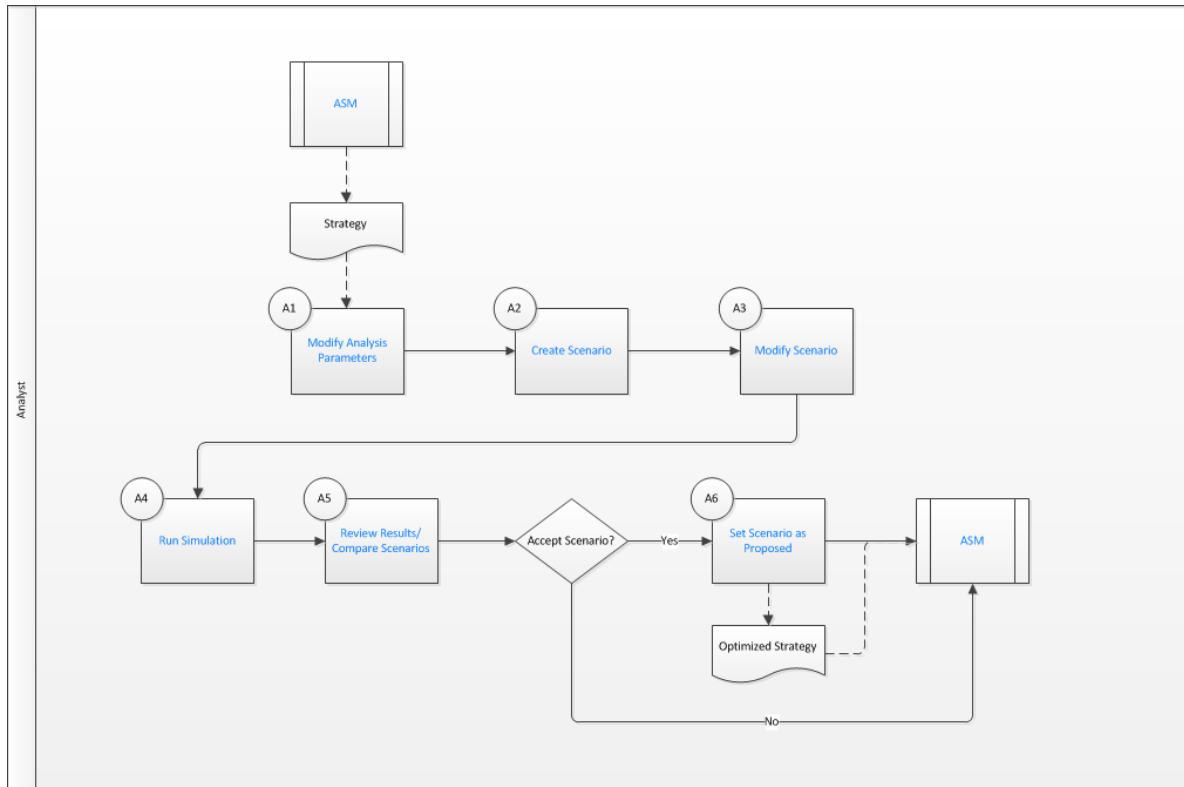 Analyst
ASM
Strategy
A1
Modify Analysis
Parameters
A2
Create Scenario
A3
Modify Scenario
A4
Run Simulation
A5
Review Results/
Compare Scenarios
Accept Scenario?
Yes
A6
Set Scenario as
Proposed
ASM
Optimized Strategy
No